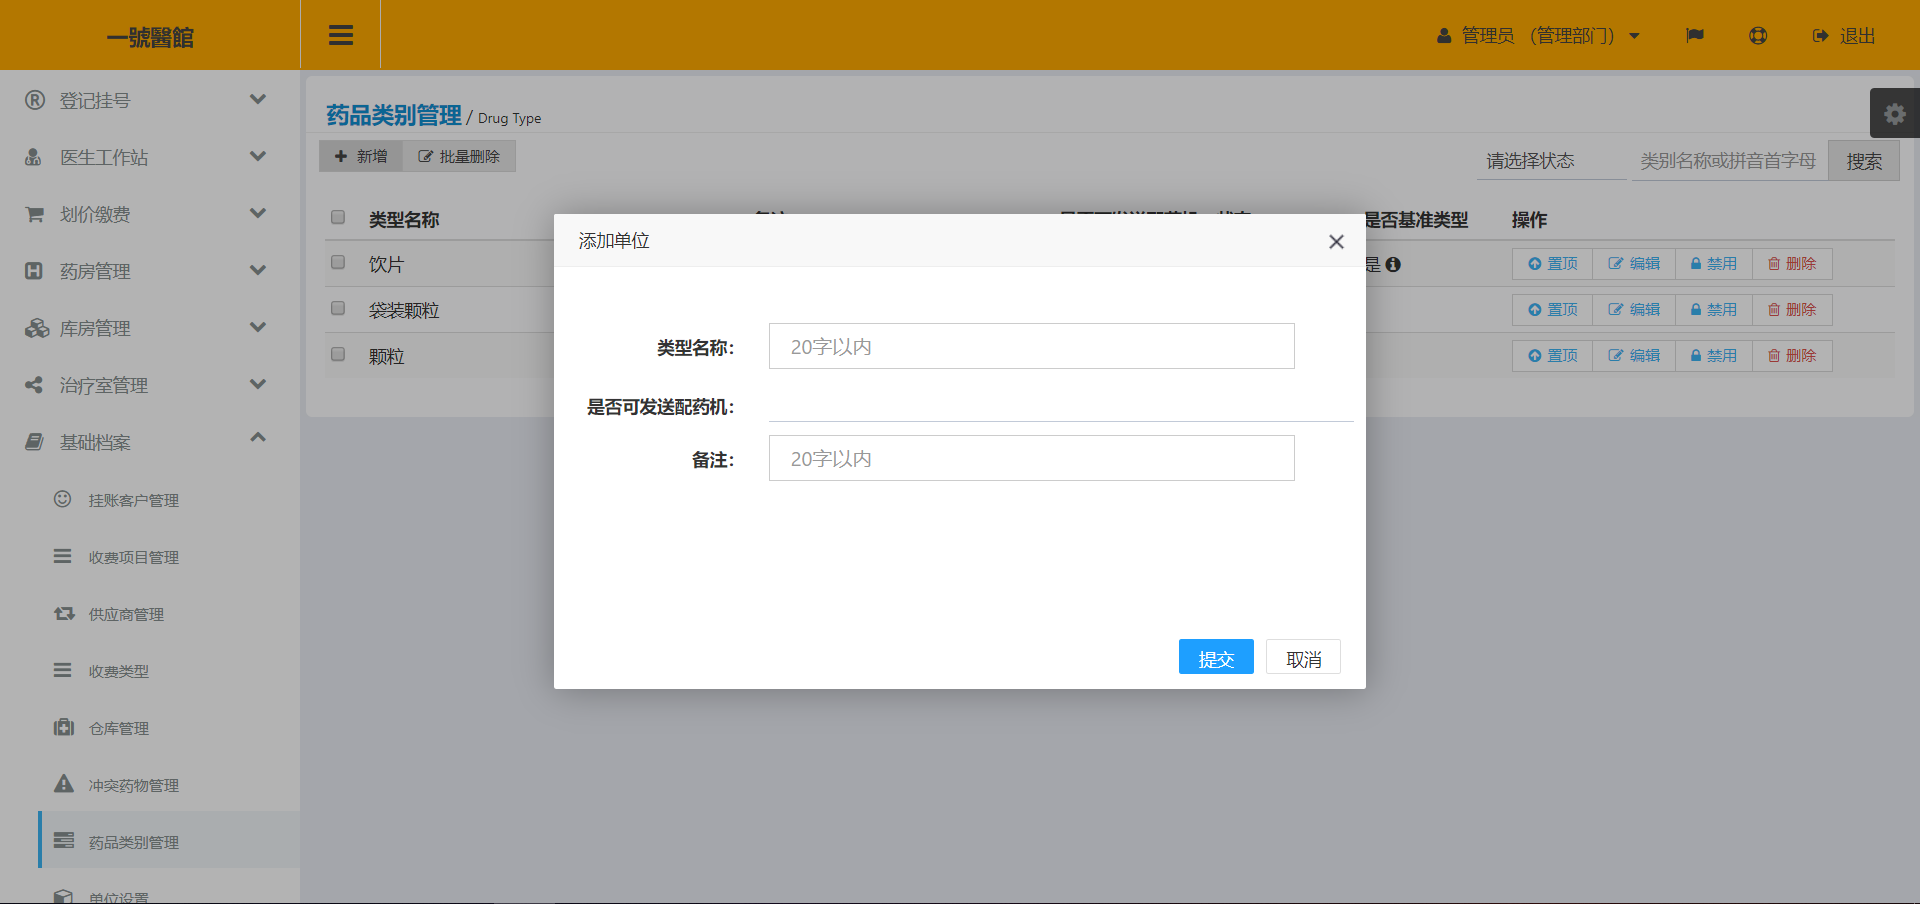 一號醫館
管理员 (管理部门)
退出
登记挂号
医生工作站
划价缴费
药房管理
库房管理
治疗室管理
基础档案
挂账客户管理
收费项目管理
供应商管理
收费类型
仓库管理
冲突药物管理
药品类别管理
单位设置
药品类别管理 / Drug Type
新增 批量删除
请选择状态 类别名称或拼音首字母 搜索
类型名称 是否基准类型 操作
饮片 是 置顶 编辑 禁用 删除
袋装颗粒 置顶 编辑 禁用 删除
颗粒 置顶 编辑 禁用 删除
添加单位
类型名称: 20字以内
是否可发送配药机:
备注: 20字以内
提交 取消